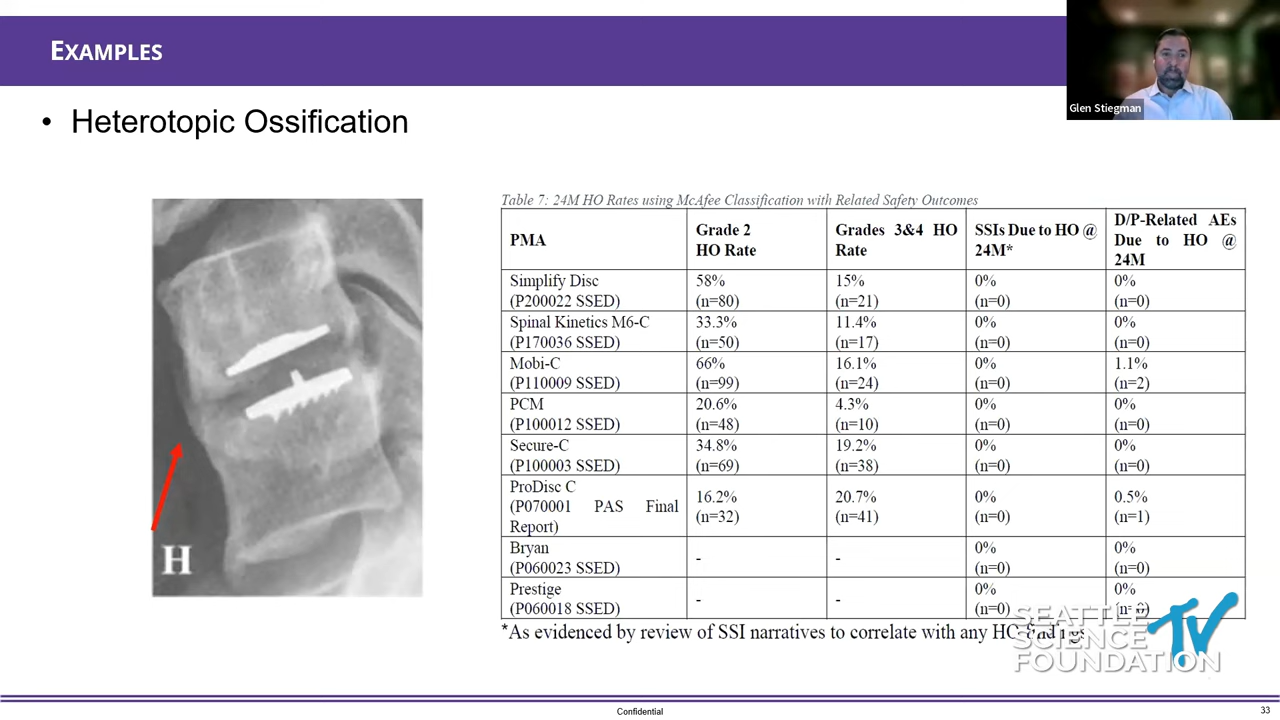 EXAMPLES
Glen Stiegman
• Heterotopic Ossification
H
Table 7: 24M HO Rates using McAfee Classification with Related Safety Outcomes
PMA
Grade 2
HO Rate
Grades 3&4 HO
Rate
SSIs Due to HO @
24M*
D/P-Related AEs
Due to HO @
24M
Simplify Disc
(P200022 SSED)
58%
(n=80)
15%
(n=21)
0%
(n=0)
0%
(n=0)
Spinal Kinetics M6-C
(P170036 SSED)
33.3%
(n=50)
11.4%
(n=17)
0%
(n=0)
0%
(n=0)
Mobi-C
(P110009 SSED)
66%
(n=99)
16.1%
(n=24)
0%
(n=0)
1.1%
(n=2)
PCM
(P100012 SSED)
20.6%
(n=48)
4.3%
(n=10)
0%
(n=0)
0%
(n=0)
Secure-C
(P100003 SSED)
34.8%
(n=69)
19.2%
(n=38)
0%
(n=0)
0%
(n=0)
ProDisc C
(P070001 PAS Final
Report)
16.2%
(n=32)
20.7%
(n=41)
0%
(n=0)
0.5%
(n=1)
Bryan
(P060023 SSED)
-
-
0%
(n=0)
0%
(n=0)
Prestige
(P060018 SSED)
-
-
0%
(n=0)
0%
(n=0)
*As evidenced by review of SSI narratives to correlate with any HO findings
SEATTLE
SCIENCE
FOUNDATION
TV
Confidential
33